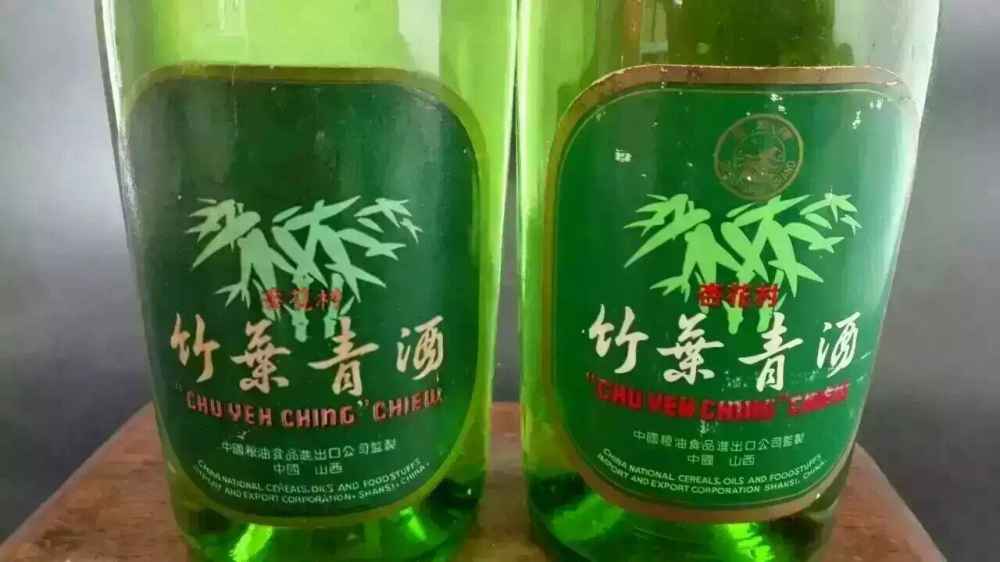 杏花村
竹葉青酒
"CHU YEH CHING" CHIEW
中國粮油食品進出口公司監製
中國 山西
CHINA NATIONAL CEREALS, OILS AND FOODSTUFFS
IMPORT AND EXPORT CORPORATION SHANSI, CHINA.
杏花村
竹葉青酒
"CHU YEH CHING" CHIEW
中國粮油食品進出口公司監製
中國 山西
CHINA NATIONAL CEREALS, OILS AND FOODSTUFFS
IMPORT AND EXPORT CORPORATION SHANSI, CHINA.